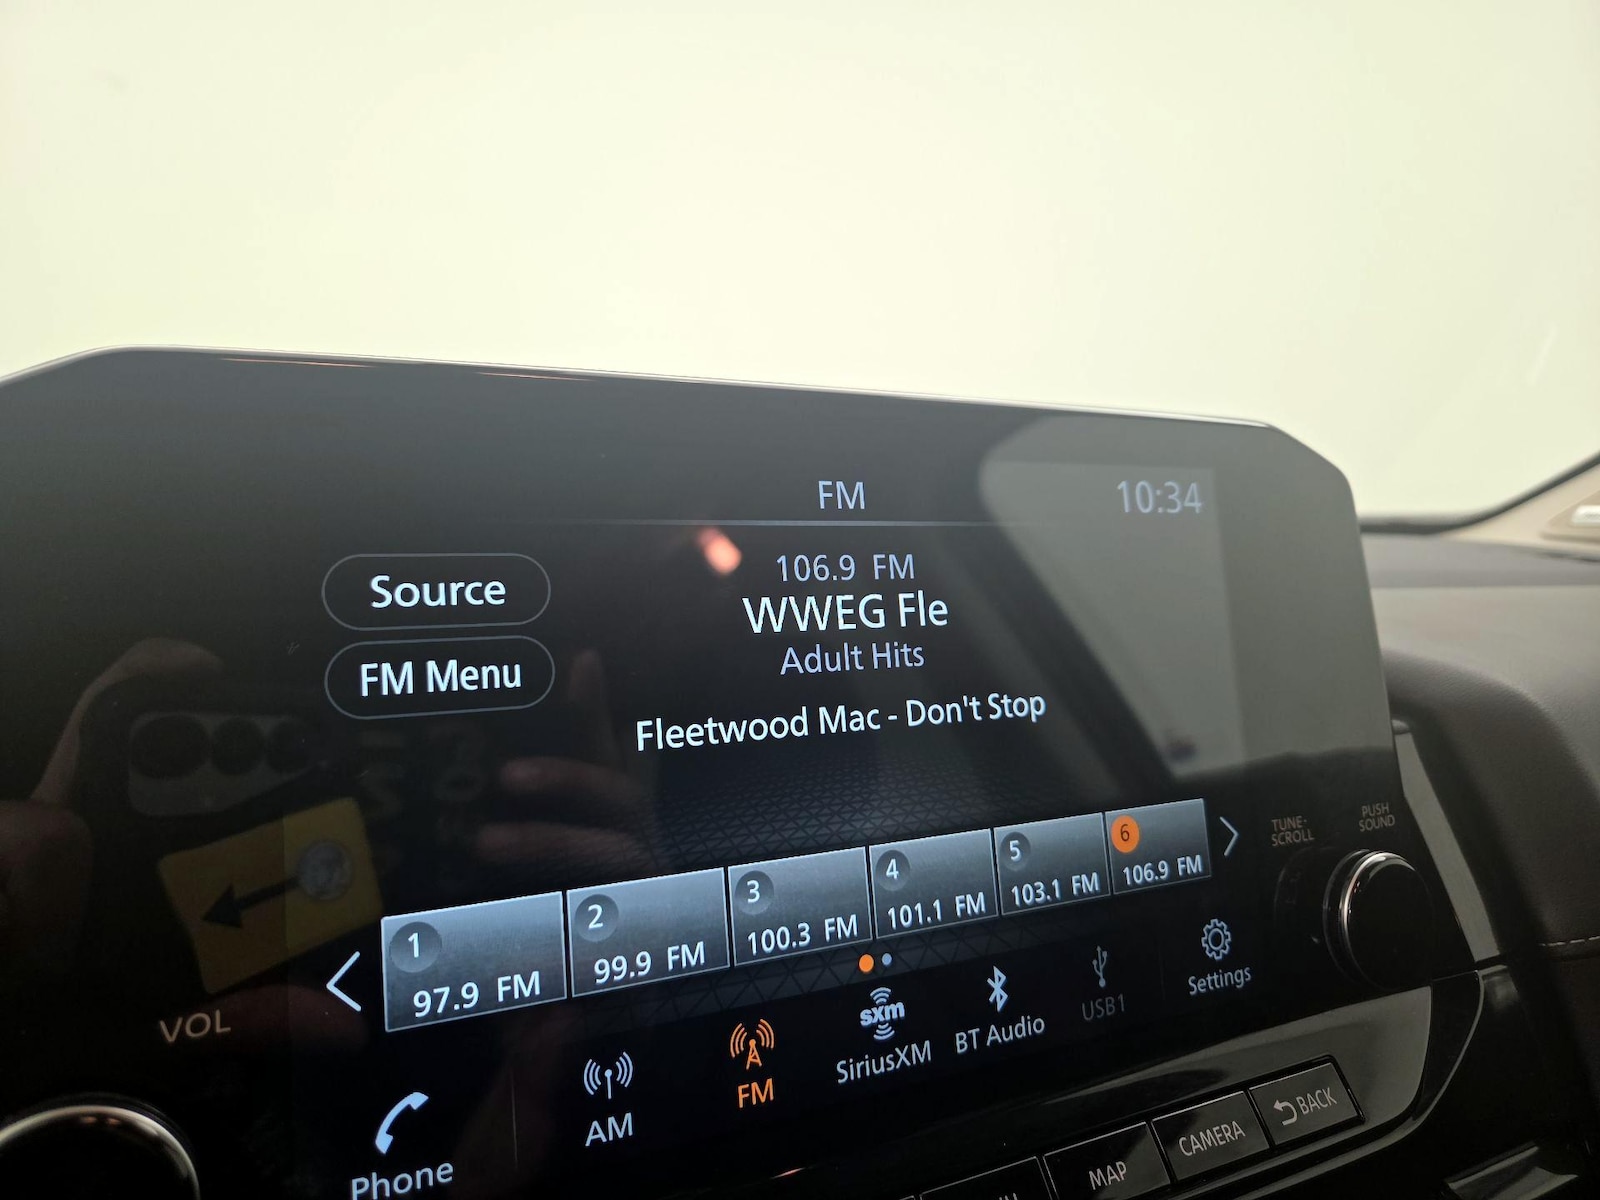 FM
10:34
Source
106.9 FM
WWEG Fle
Adult Hits
FM Menu
Fleetwood Mac - Don't Stop
1
97.9 FM
2
99.9 FM
3
100.3 FM
4
101.1 FM
5
103.1 FM
6
106.9 FM
TUNE-
SCROLL
PUSH
SOUND
VOL
Phone
AM
FM
sxm
SiriusXM
BT Audio
USB1
Settings
MAP
CAMERA
BACK